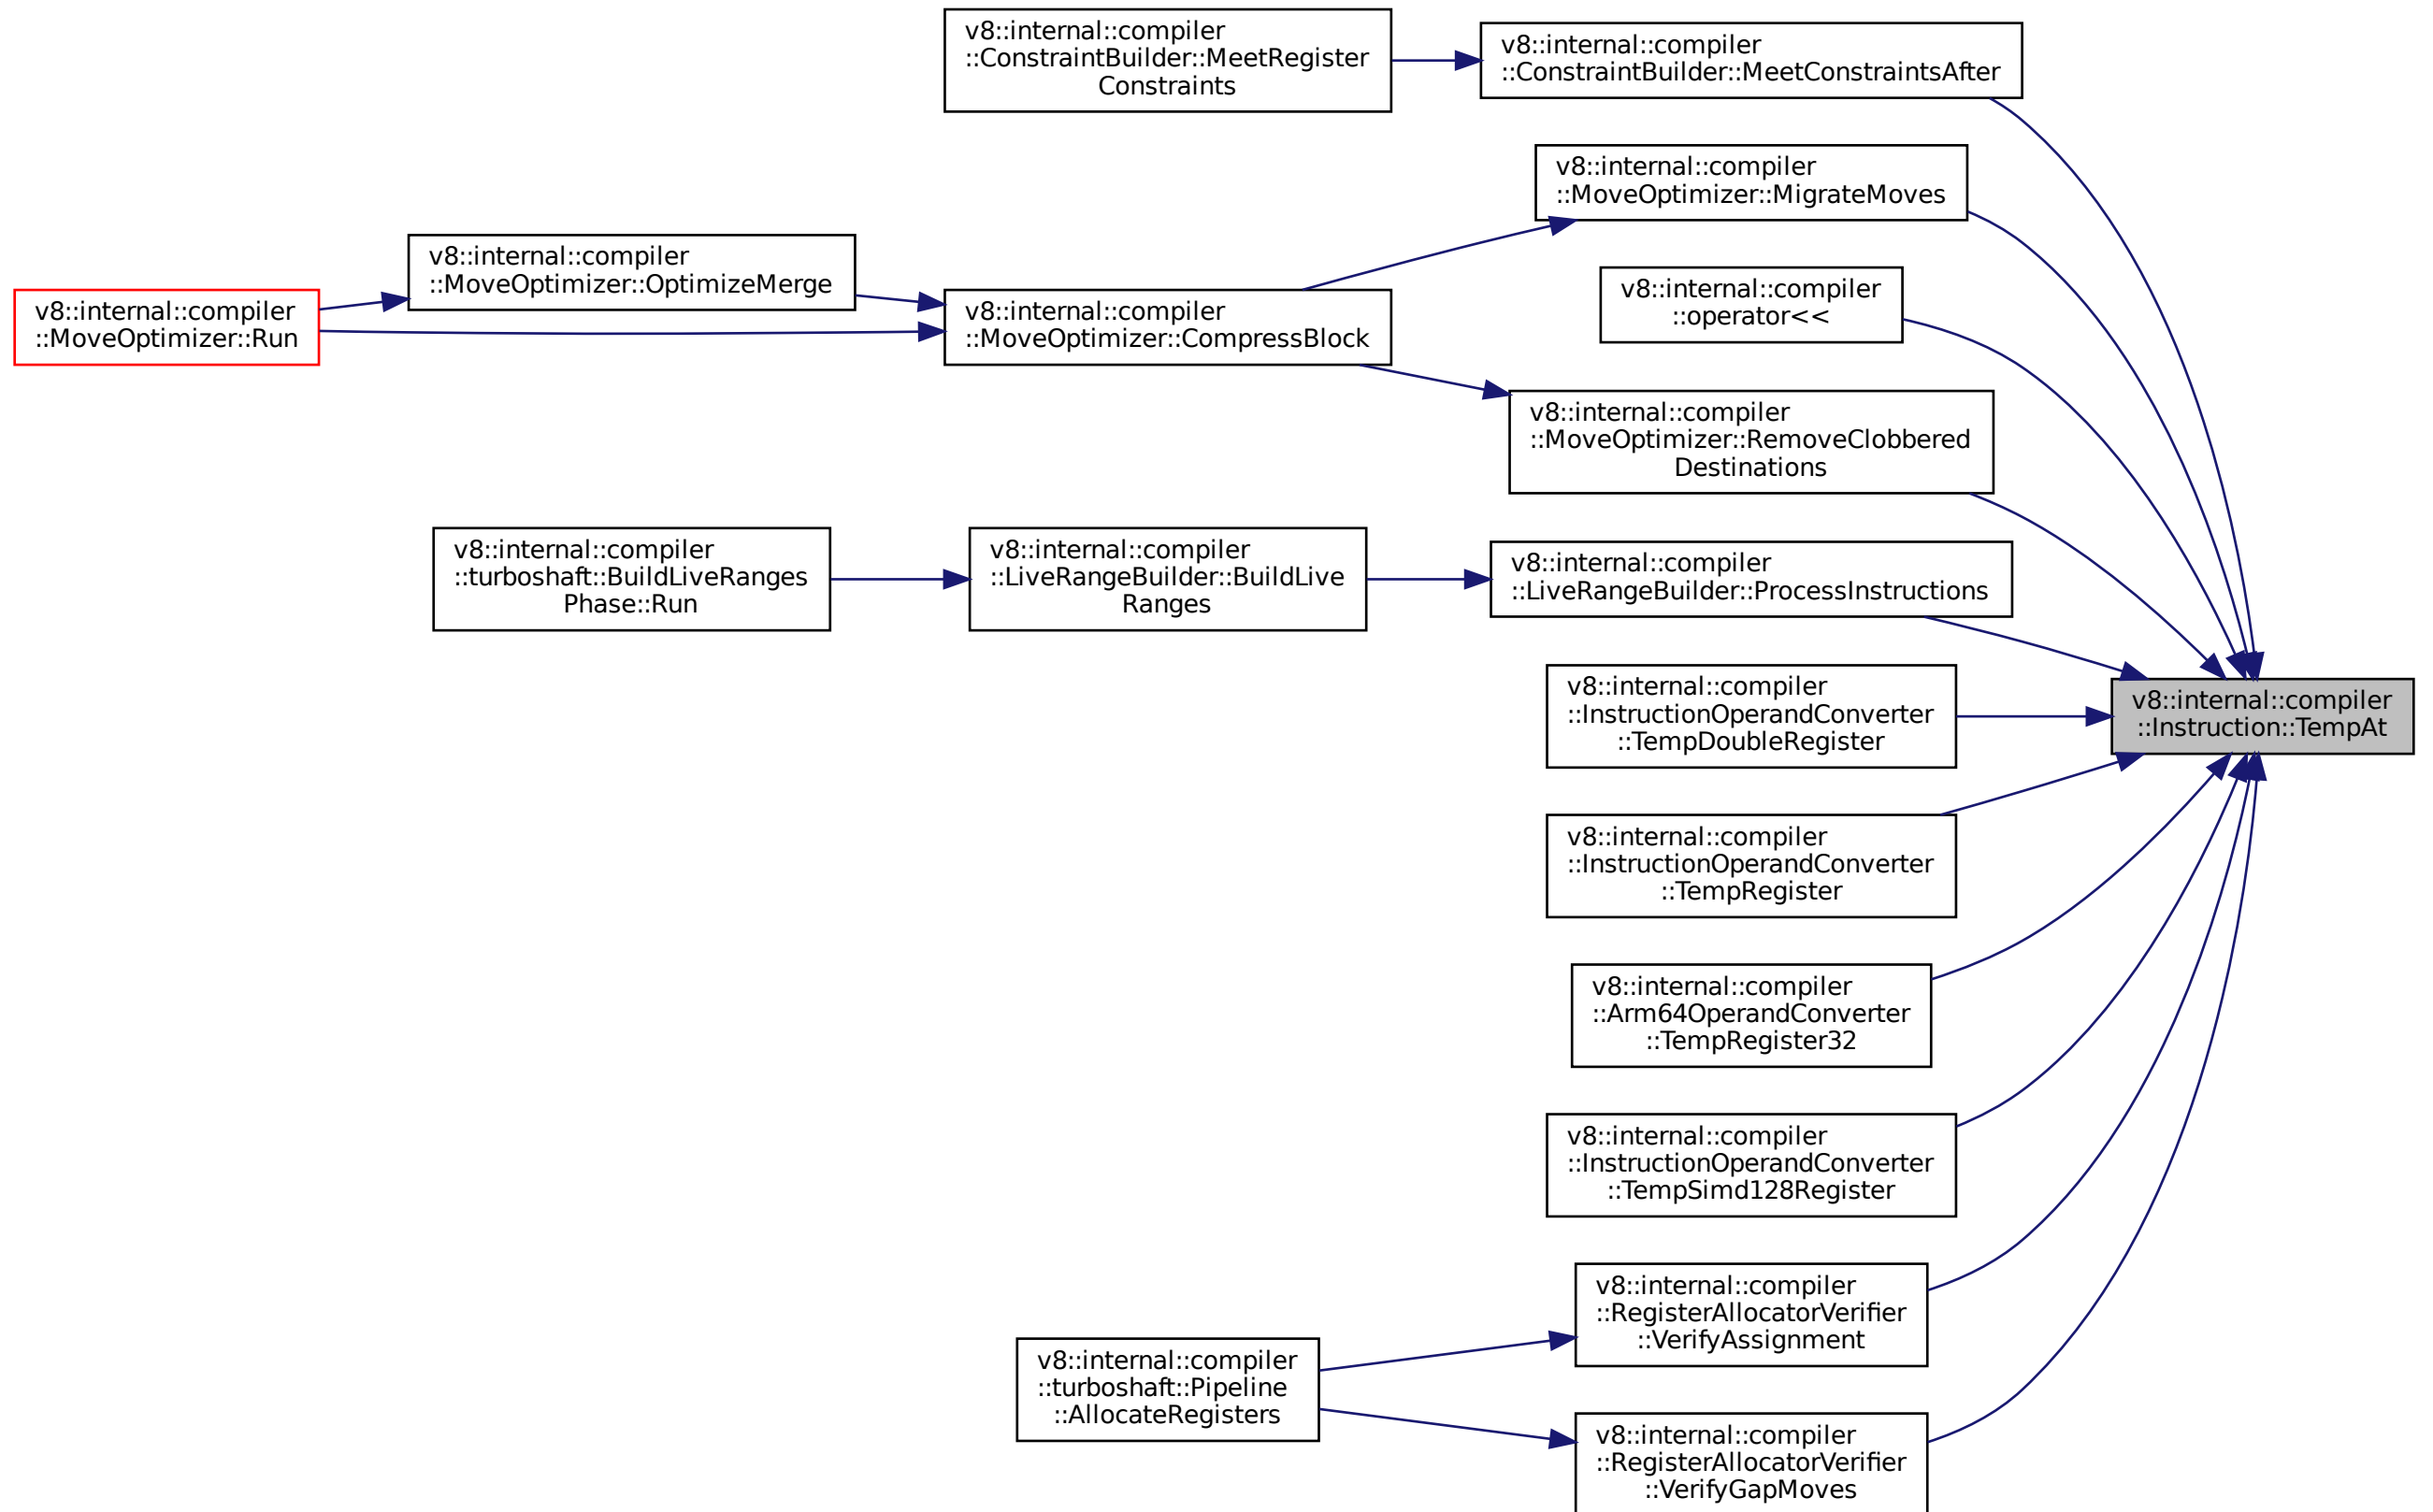 v8::internal::compiler
::ConstraintBuilder::MeetRegister
Constraints
v8::internal::compiler
::ConstraintBuilder::MeetConstraintsAfter
v8::internal::compiler
::MoveOptimizer::MigrateMoves
v8::internal::compiler
::MoveOptimizer::OptimizeMerge
v8::internal::compiler
::operator<<
v8::internal::compiler
::MoveOptimizer::Run
v8::internal::compiler
::MoveOptimizer::CompressBlock
v8::internal::compiler
::MoveOptimizer::RemoveClobbered
Destinations
v8::internal::compiler
::turboshaft::BuildLiveRanges
Phase::Run
v8::internal::compiler
::LiveRangeBuilder::BuildLive
Ranges
v8::internal::compiler
::LiveRangeBuilder::ProcessInstructions
v8::internal::compiler
::InstructionOperandConverter
::TempDoubleRegister
v8::internal::compiler
::Instruction::TempAt
v8::internal::compiler
::InstructionOperandConverter
::TempRegister
v8::internal::compiler
::Arm64OperandConverter
::TempRegister32
v8::internal::compiler
::InstructionOperandConverter
::TempSimd128Register
v8::internal::compiler
::RegisterAllocatorVerifier
::VerifyAssignment
v8::internal::compiler
::turboshaft::Pipeline
::AllocateRegisters
v8::internal::compiler
::RegisterAllocatorVerifier
::VerifyGapMoves